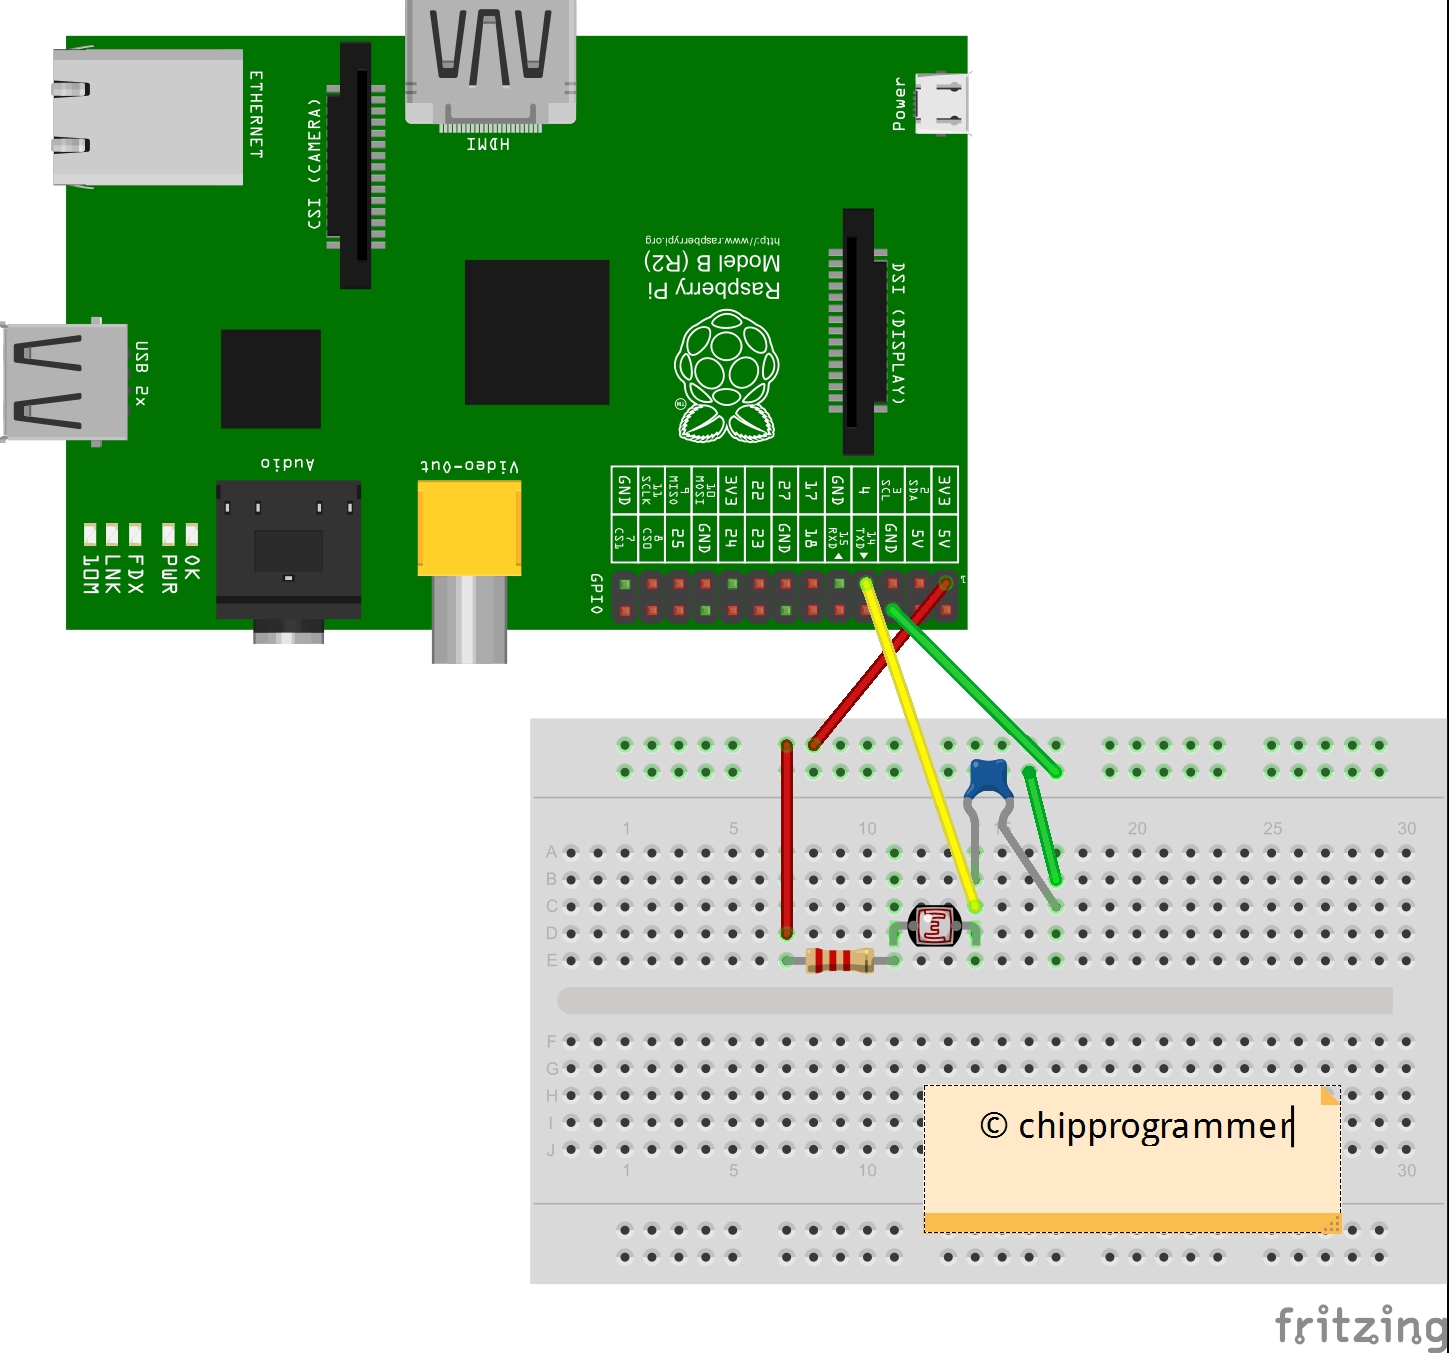 ETHERNET
CSI (CAMERA)
HDMI
Power
http://www.raspberrypi.org
Model B (R2)
Raspberry Pi
DSI (DISPLAY)
USB 2x
TM
Audio
Video-Out
GND
SCLK 11
MISO 9
MOSI 10
3V3
22
27
17
GND
4
SCL 3
SDA 2
3V3
CS1 7
CS0 8
25
GND
24
23
GND
18
RXD 15
TXD 14
GND
5V
5V
10M
LNK
FDX
PWR
OK
GPIO
1
1 5 10 15 20 25 30
A
B
C
D
E
F
G
H
I
J
1 5 10 30
© chipprogrammer
fritzing